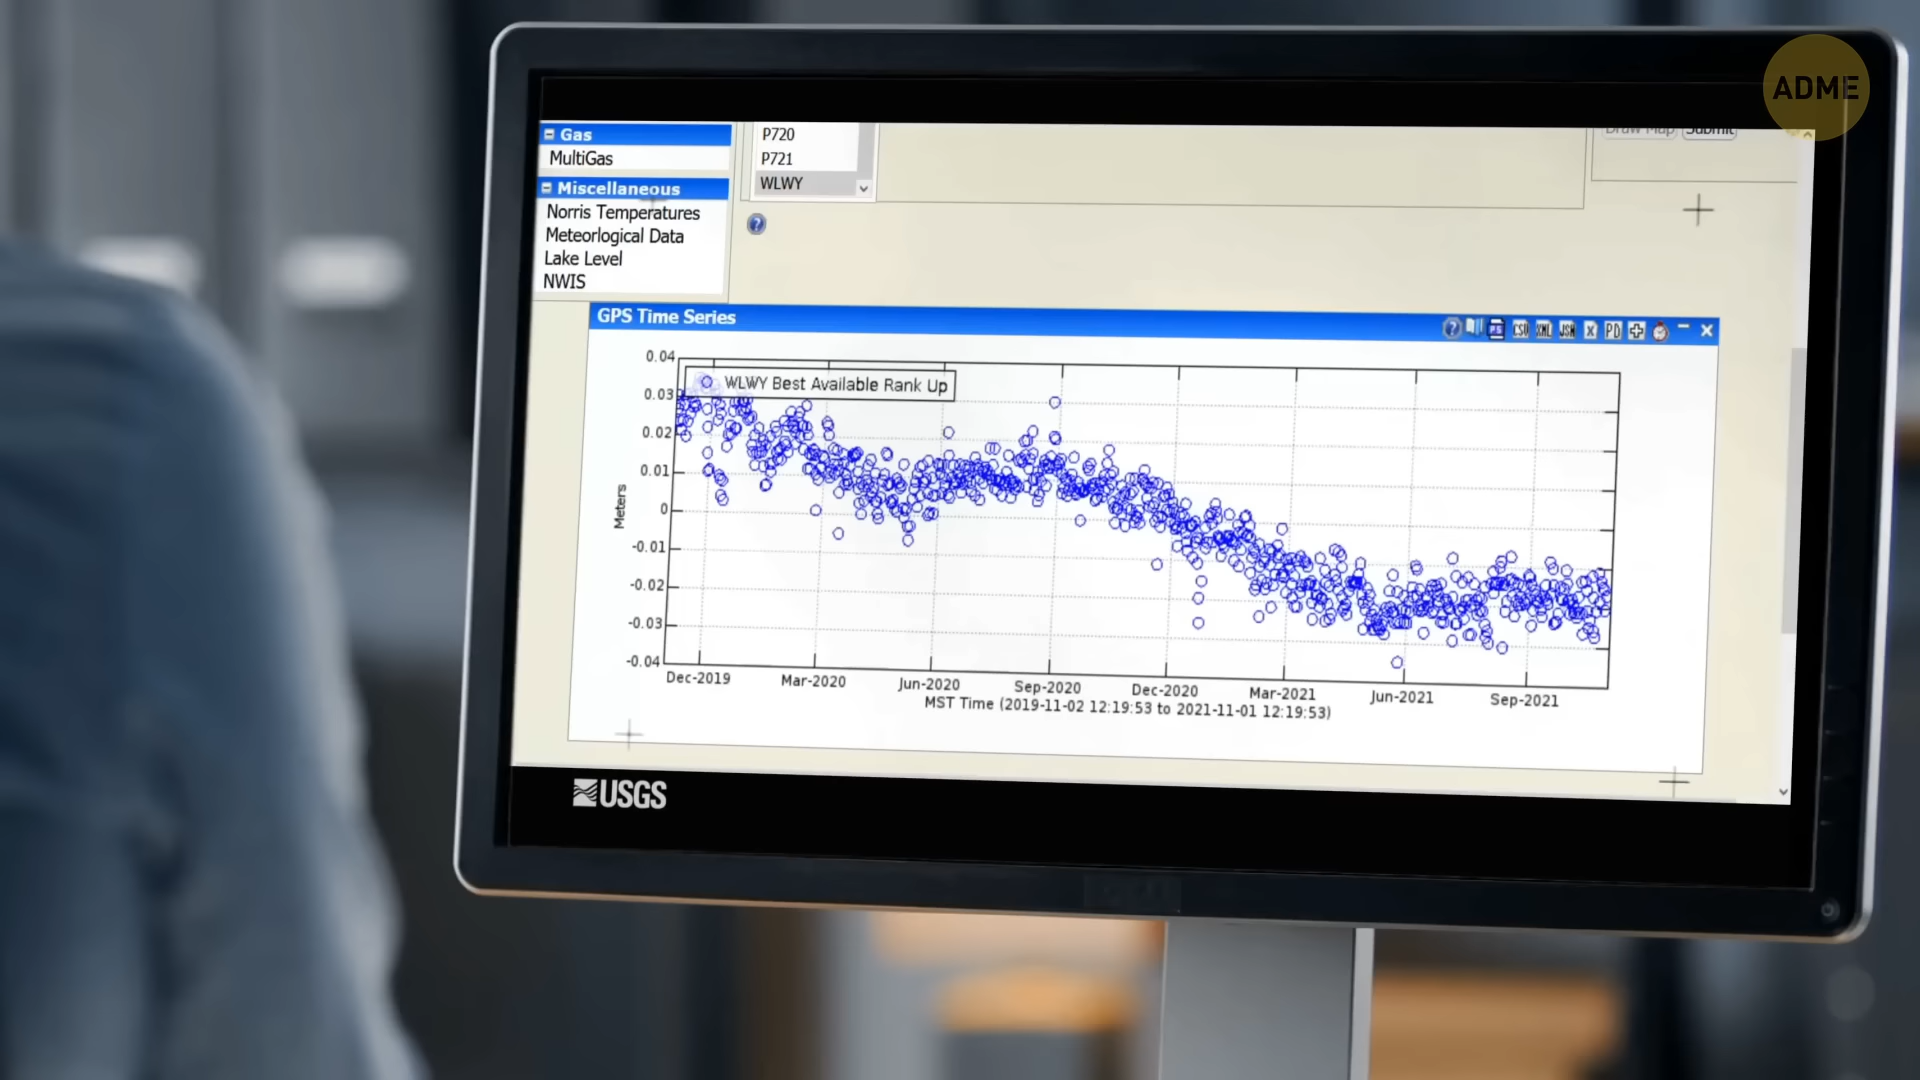 ADME
Gas
MultiGas
Miscellaneous
Norris Temperatures
Meteorlogical Data
Lake Level
NWIS
P720
P721
WLWY
Draw Map Submit
GPS Time Series
WLWY Best Available Rank Up
0.04
0.03
0.02
0.01
0
-0.01
-0.02
-0.03
-0.04
Meters
Dec-2019 Mar-2020 Jun-2020 Sep-2020 Dec-2020 Mar-2021 Jun-2021 Sep-2021
MST Time (2019-11-02 12:19:53 to 2021-11-01 12:19:53)
USGS